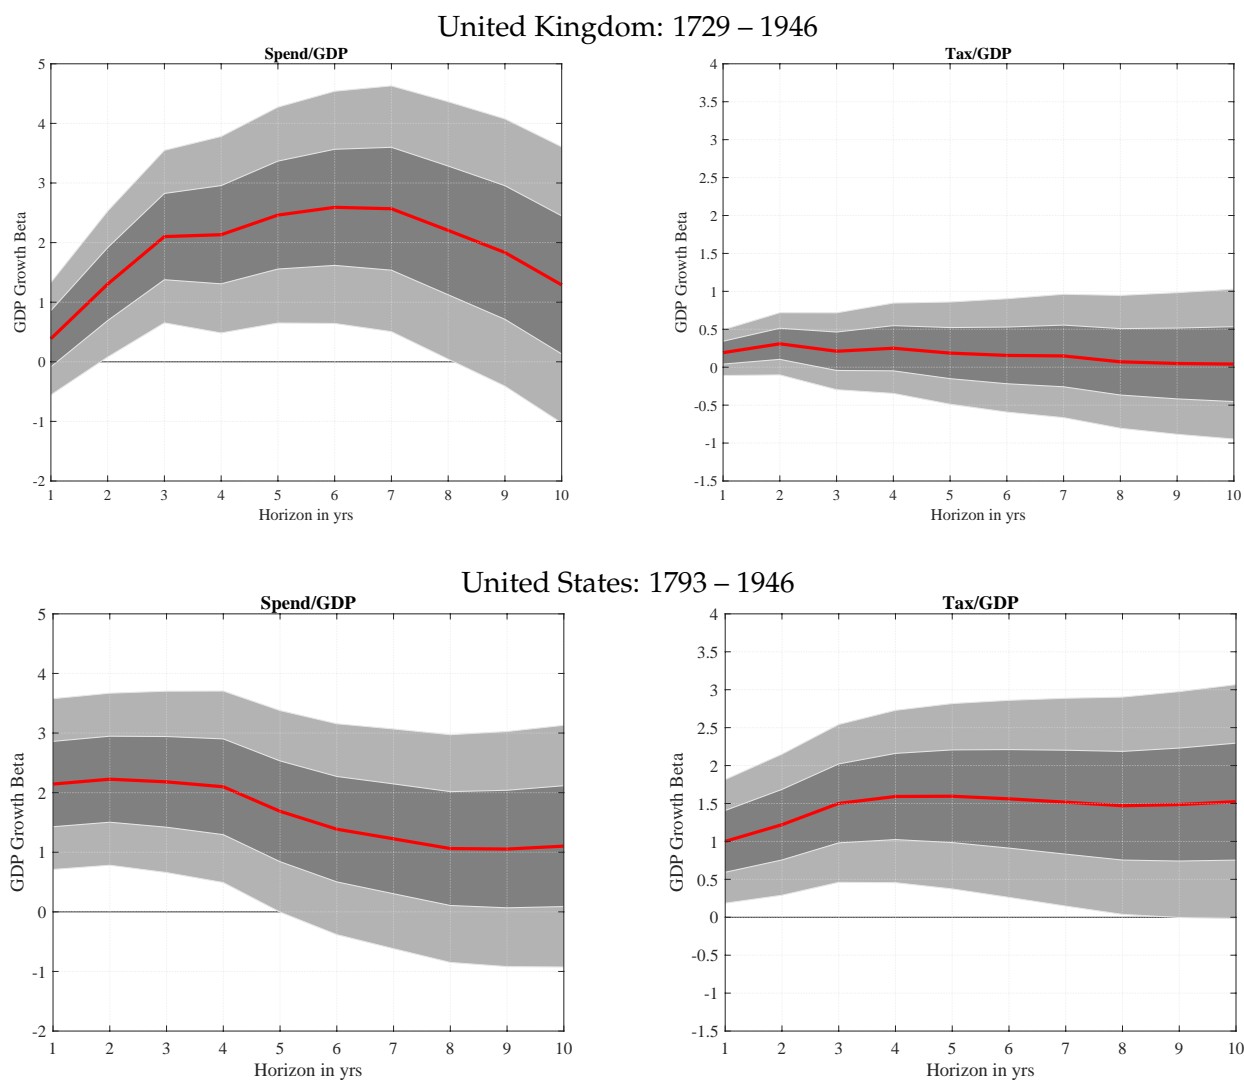 United Kingdom: 1729 – 1946
Spend/GDP
5
4
3
2
1
0
-1
-2
GDP Growth Beta
1 2 3 4 5 6 7 8 9 10
Horizon in yrs
Tax/GDP
4
3.5
3
2.5
2
1.5
1
0.5
0
-0.5
-1
-1.5
GDP Growth Beta
1 2 3 4 5 6 7 8 9 10
Horizon in yrs
United States: 1793 – 1946
Spend/GDP
5
4
3
2
1
0
-1
-2
GDP Growth Beta
1 2 3 4 5 6 7 8 9 10
Horizon in yrs
Tax/GDP
4
3.5
3
2.5
2
1.5
1
0.5
0
-0.5
-1
-1.5
GDP Growth Beta
1 2 3 4 5 6 7 8 9 10
Horizon in yrs